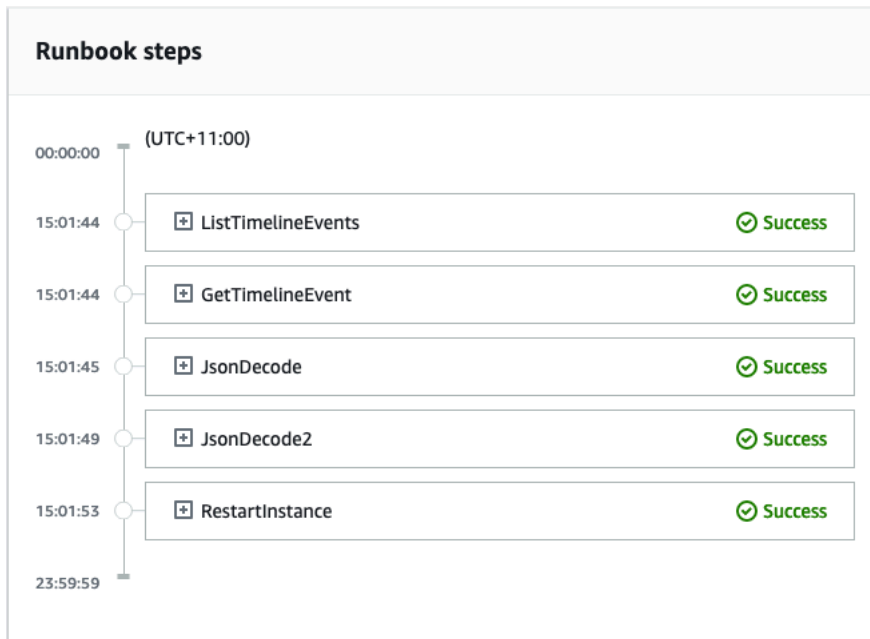 Runbook steps
(UTC+11:00)
00:00:00
15:01:44 ListTimelineEvents Success
15:01:44 GetTimelineEvent Success
15:01:45 JsonDecode Success
15:01:49 JsonDecode2 Success
15:01:53 RestartInstance Success
23:59:59